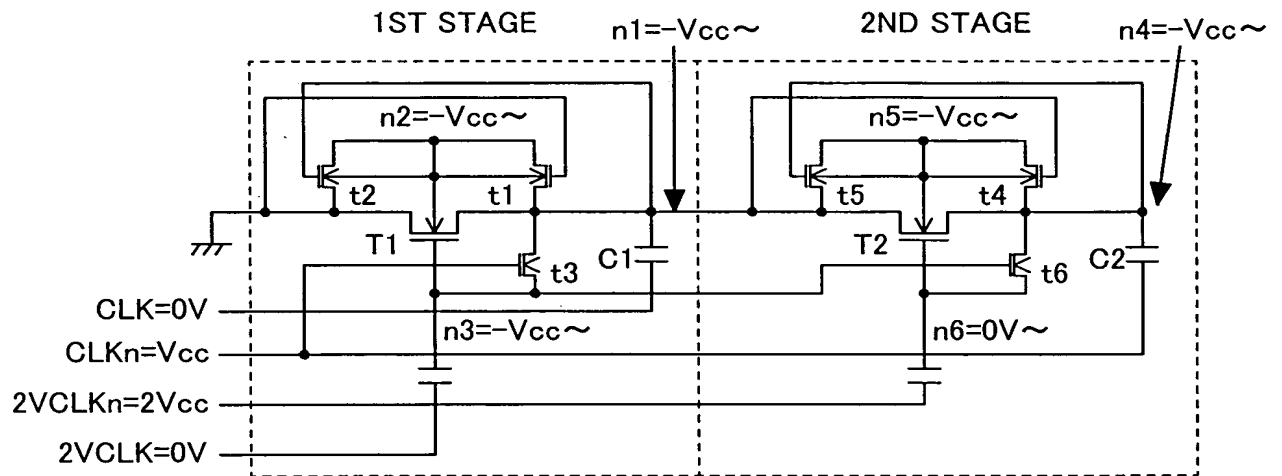 1ST STAGE
n1=-Vcc～
2ND STAGE
n4=-Vcc～
n2=-Vcc～
n5=-Vcc～
t2
t1
t5
t4
T1
t3
C1
T2
t6
C2
CLK=0V
n3=-Vcc～
n6=0V～
CLKn=Vcc
2VCLKn=2Vcc
2VCLK=0V